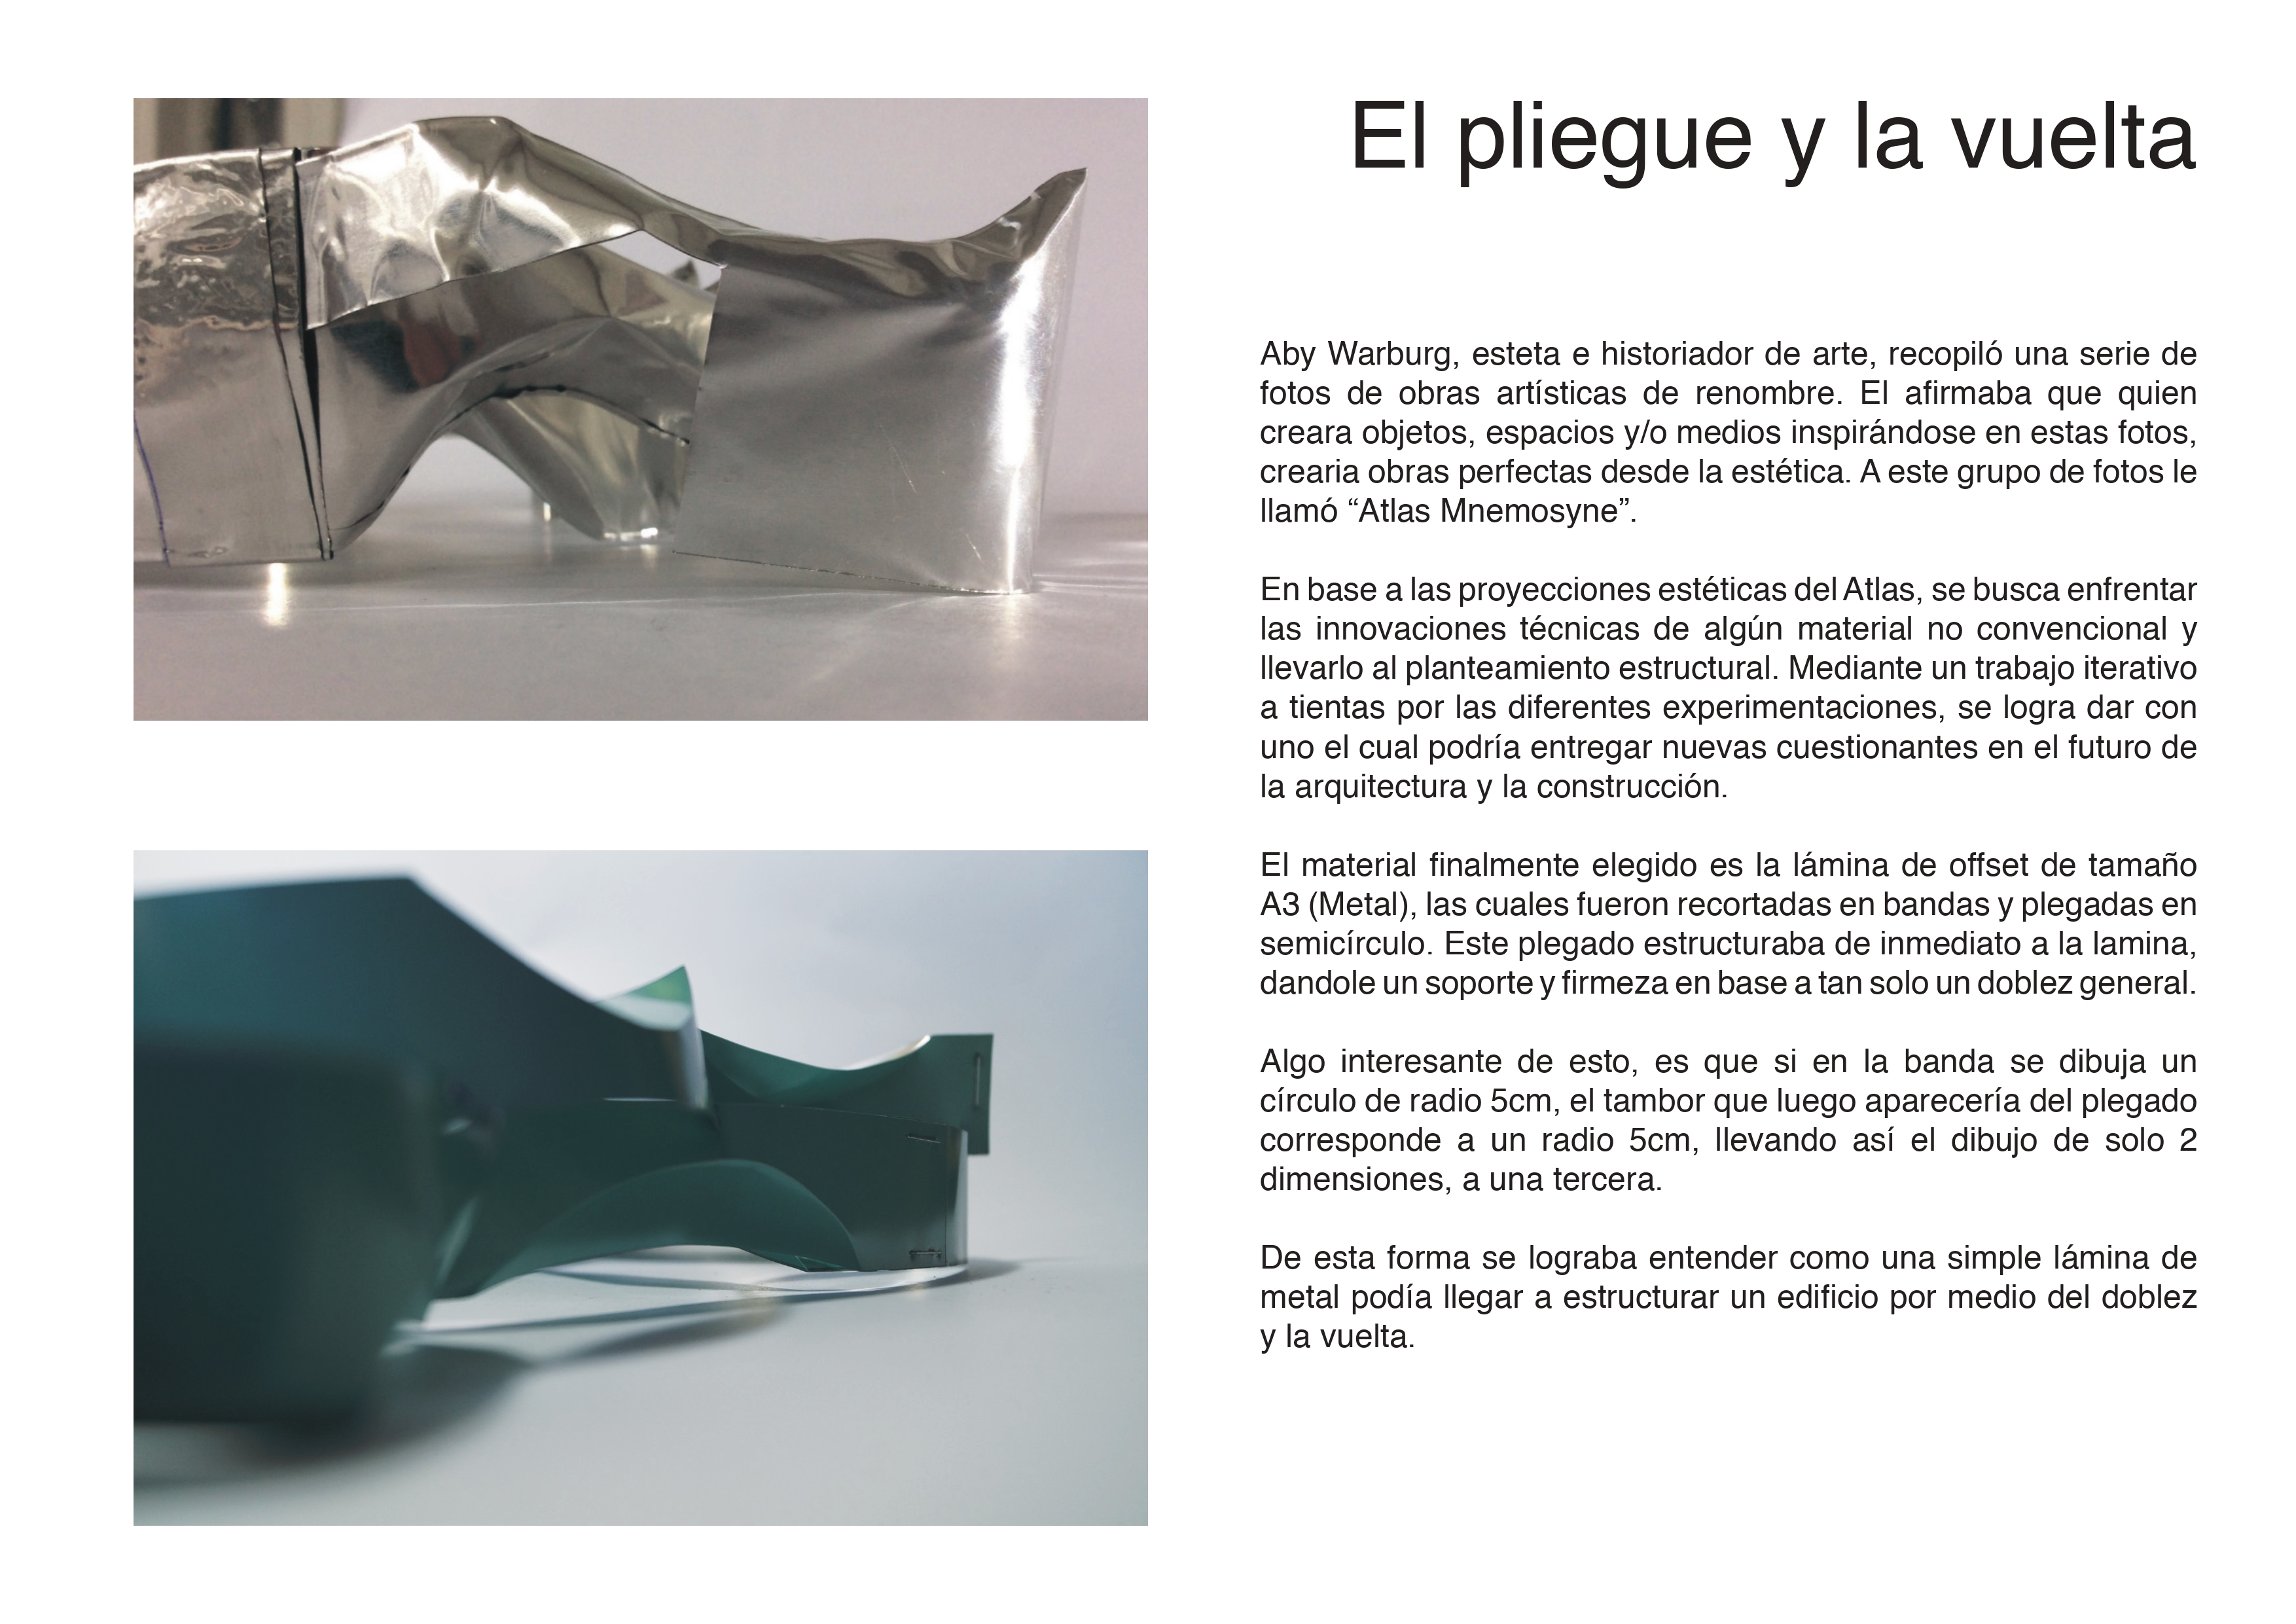 El pliegue y la vuelta
Aby Warburg, esteta e historiador de arte, recopiló una serie de
fotos de obras artísticas de renombre. El afirmaba que quien
creara objetos, espacios y/o medios inspirándose en estas fotos,
crearia obras perfectas desde la estética. A este grupo de fotos le
llamó “Atlas Mnemosyne”.
En base a las proyecciones estéticas del Atlas, se busca enfrentar
las innovaciones técnicas de algún material no convencional y
llevarlo al planteamiento estructural. Mediante un trabajo iterativo
a tientas por las diferentes experimentaciones, se logra dar con
uno el cual podría entregar nuevas cuestionantes en el futuro de
la arquitectura y la construcción.
El material finalmente elegido es la lámina de offset de tamaño
A3 (Metal), las cuales fueron recortadas en bandas y plegadas en
semicírculo. Este plegado estructuraba de inmediato a la lamina,
dandole un soporte y firmeza en base a tan solo un doblez general.
Algo interesante de esto, es que si en la banda se dibuja un
círculo de radio 5cm, el tambor que luego aparecería del plegado
corresponde a un radio 5cm, llevando así el dibujo de solo 2
dimensiones, a una tercera.
De esta forma se lograba entender como una simple lámina de
metal podía llegar a estructurar un edificio por medio del doblez
y la vuelta.